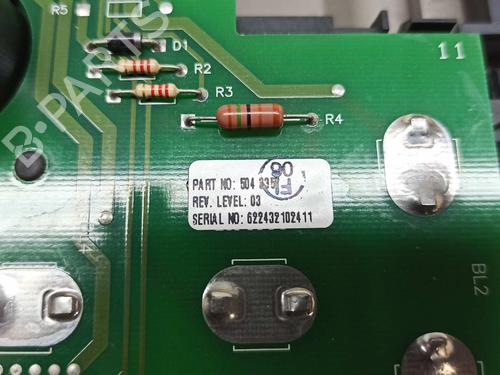 R5
D1
R2
R3
R4
11
PART NO: 504
REV. LEVEL: 03
SERIAL NO: 622432102411
BL2
B-PARTS